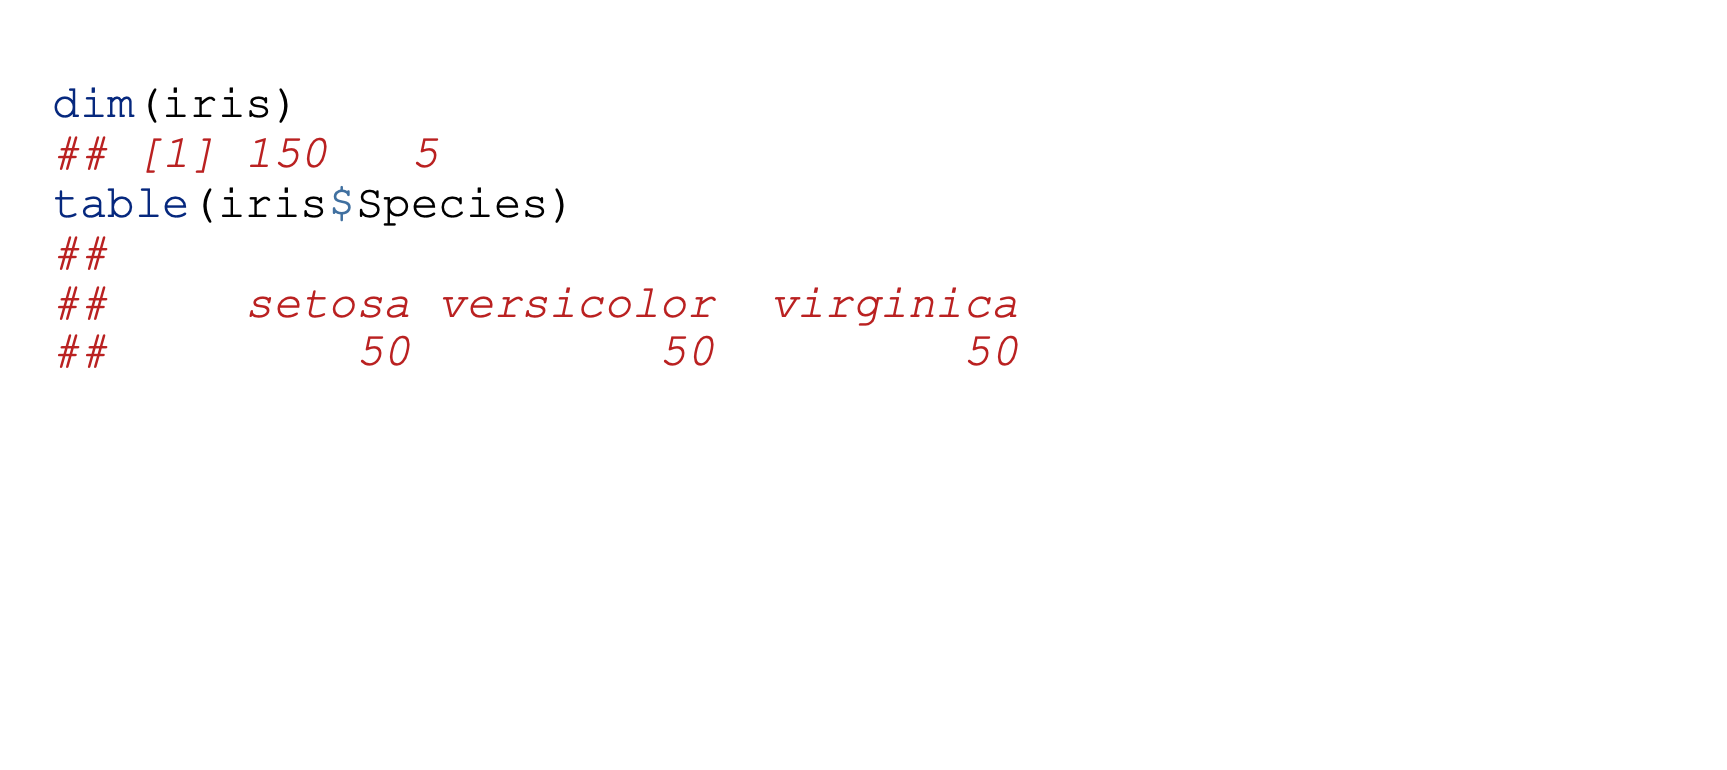 dim(iris)
## [1] 150   5
table(iris$Species)
##
##     setosa versicolor  virginica
##         50         50         50